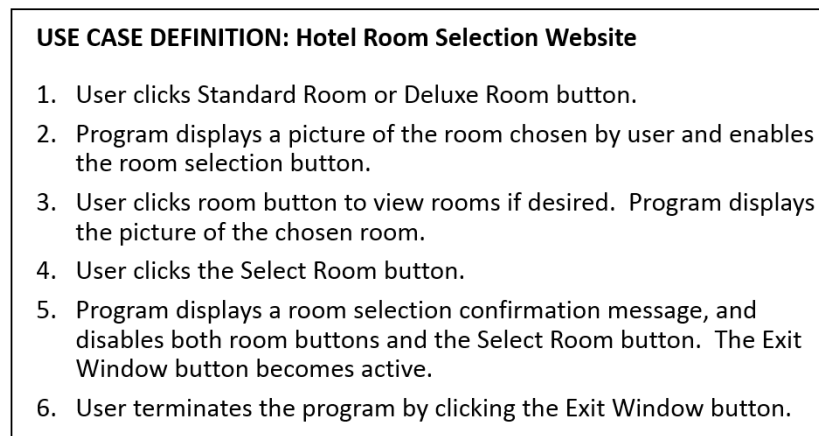 USE CASE DEFINITION: Hotel Room Selection Website
1. User clicks Standard Room or Deluxe Room button.
2. Program displays a picture of the room chosen by user and enables
the room selection button.
3. User clicks room button to view rooms if desired. Program displays
the picture of the chosen room.
4. User clicks the Select Room button.
5. Program displays a room selection confirmation message, and
disables both room buttons and the Select Room button. The Exit
Window button becomes active.
6. User terminates the program by clicking the Exit Window button.